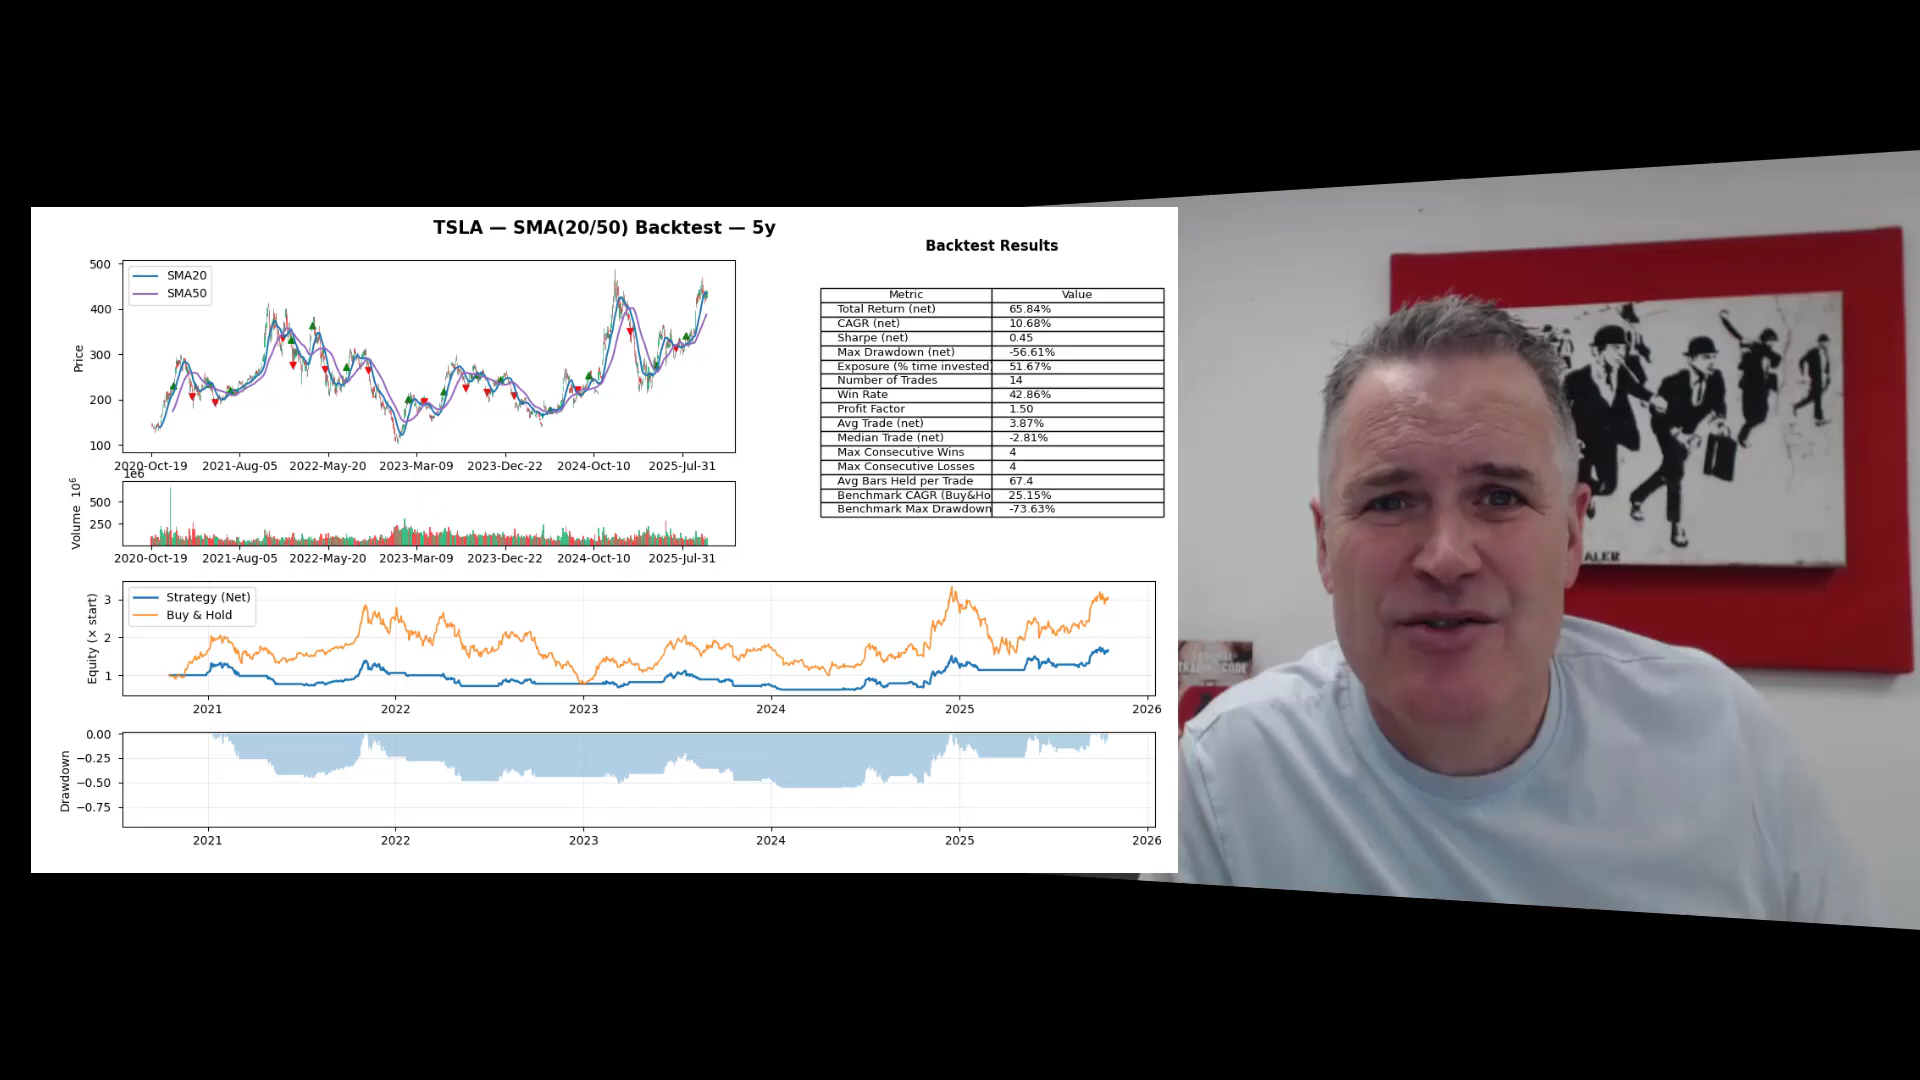 TSLA — SMA(20/50) Backtest — 5y
SMA20
SMA50
Price
500
400
300
200
100
2020-Oct-19 2021-Aug-05 2022-May-20 2023-Mar-09 2023-Dec-22 2024-Oct-10 2025-Jul-31
1e6
Volume 10⁶
500
250
2020-Oct-19 2021-Aug-05 2022-May-20 2023-Mar-09 2023-Dec-22 2024-Oct-10 2025-Jul-31
Backtest Results
Metric Value
Total Return (net) 65.84%
CAGR (net) 10.68%
Sharpe (net) 0.45
Max Drawdown (net) -56.61%
Exposure (% time invested) 51.67%
Number of Trades 14
Win Rate 42.86%
Profit Factor 1.50
Avg Trade (net) 3.87%
Median Trade (net) -2.81%
Max Consecutive Wins 4
Max Consecutive Losses 4
Avg Bars Held per Trade 67.4
Benchmark CAGR (Buy&Ho 25.15%
Benchmark Max Drawdown -73.63%
Strategy (Net)
Buy & Hold
Equity (× start)
3
2
1
2021 2022 2023 2024 2025 2026
Drawdown
0.00
−0.25
−0.50
−0.75
2021 2022 2023 2024 2025 2026
ALER
TRADING CODE